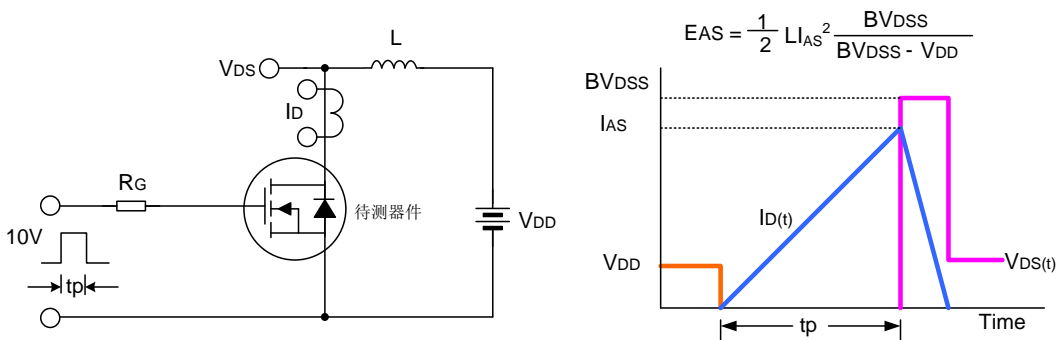 VDS
L
ID
RG
10V
tp
待测器件
VDD
EAS = 1/2 LIAS² BVDSS / BVDSS - VDD
BVDSS
IAS
ID(t)
VDD
VDS(t)
tp
Time